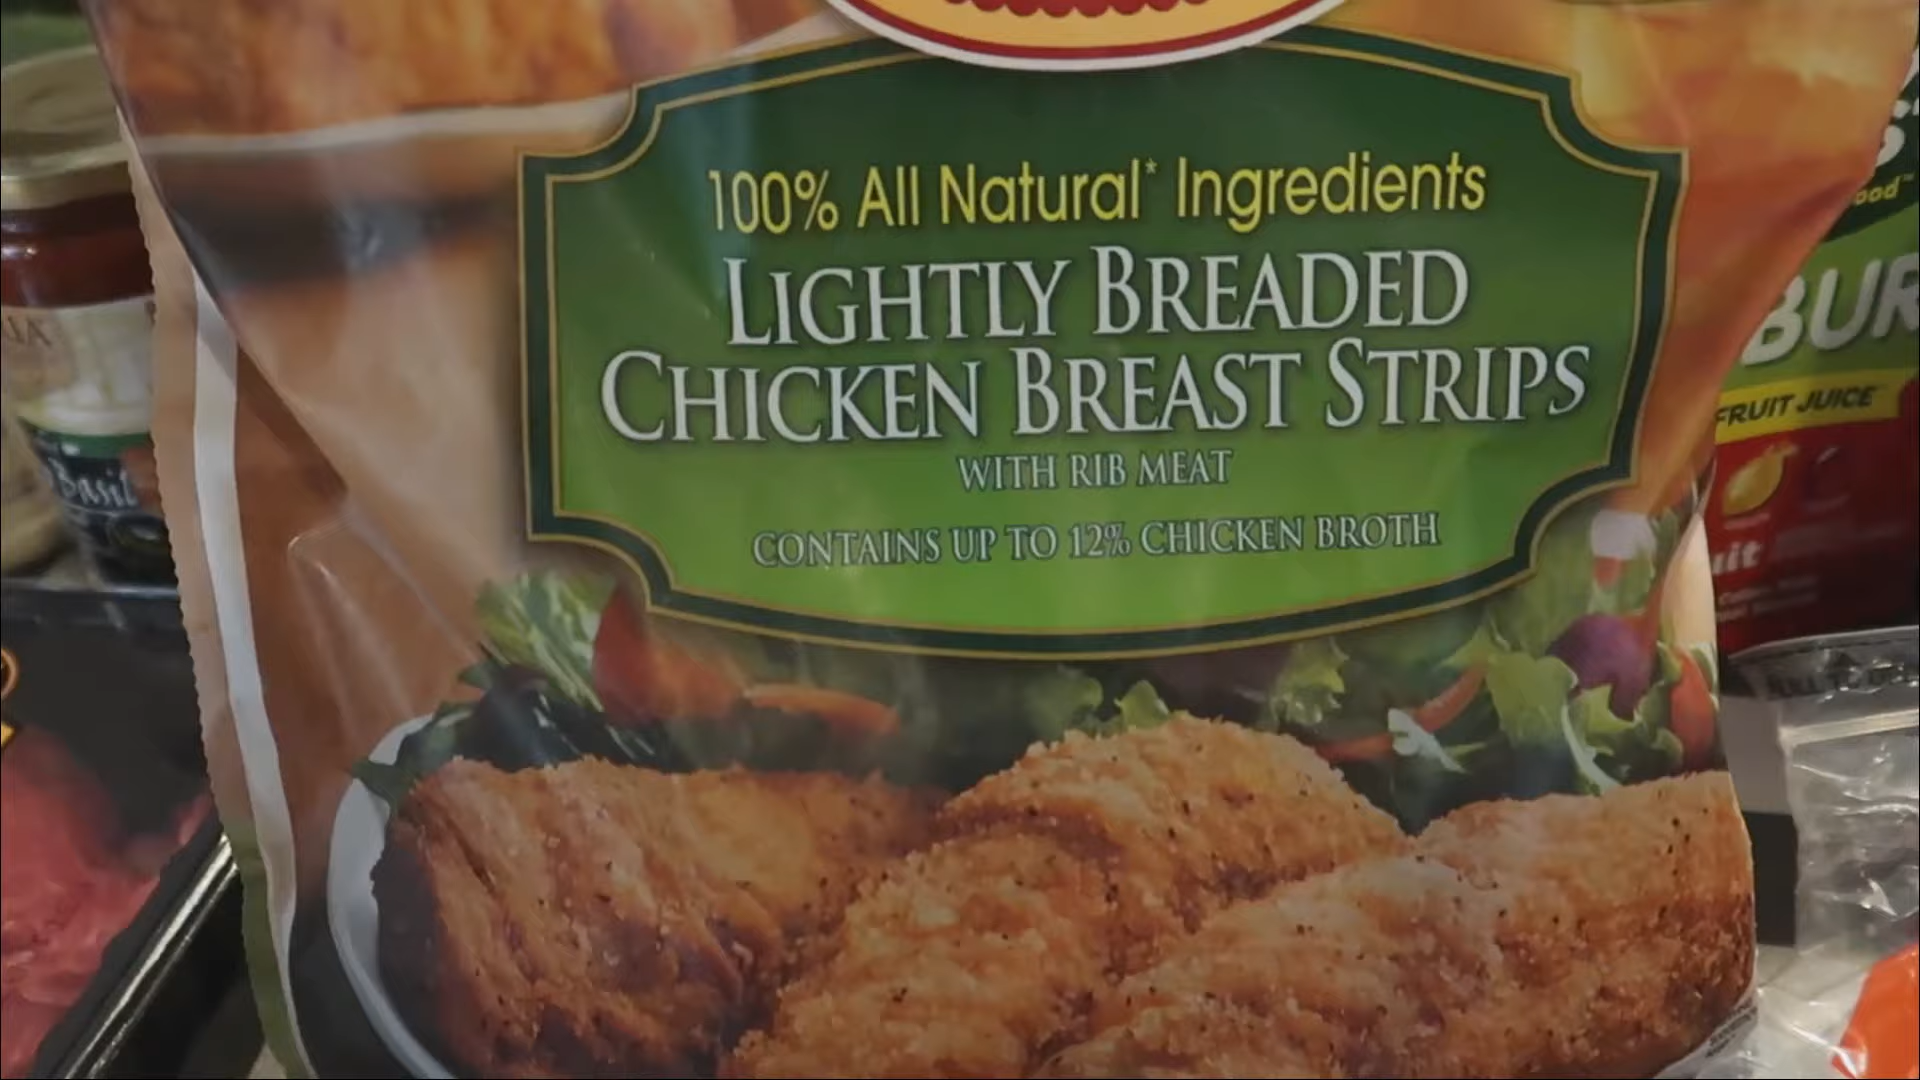 100% All Natural* Ingredients
LIGHTLY BREADED
CHICKEN BREAST STRIPS
WITH RIB MEAT
CONTAINS UP TO 12% CHICKEN BROTH
Basil
FRUIT JUICE